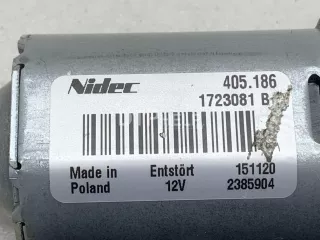 Nidec 405.186
1723081 B
Made in Entstört 151120
Poland 12V 2385904